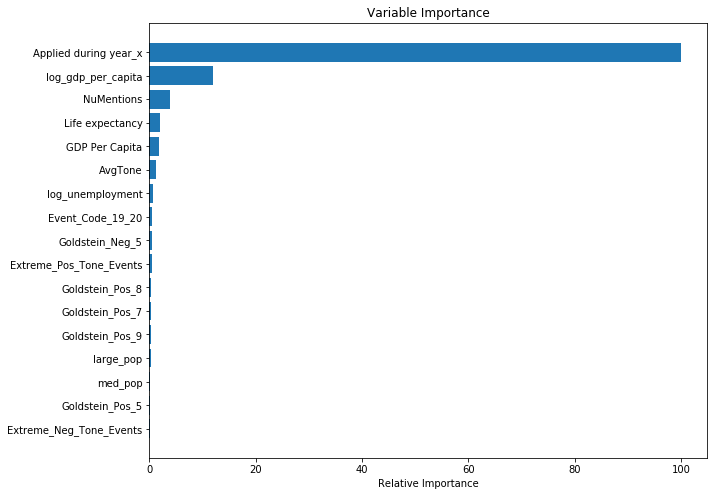 Variable Importance
Applied during year_x
log_gdp_per_capita
NuMentions
Life expectancy
GDP Per Capita
AvgTone
log_unemployment
Event_Code_19_20
Goldstein_Neg_5
Extreme_Pos_Tone_Events
Goldstein_Pos_8
Goldstein_Pos_7
Goldstein_Pos_9
large_pop
med_pop
Goldstein_Pos_5
Extreme_Neg_Tone_Events
0 20 40 60 80 100
Relative Importance